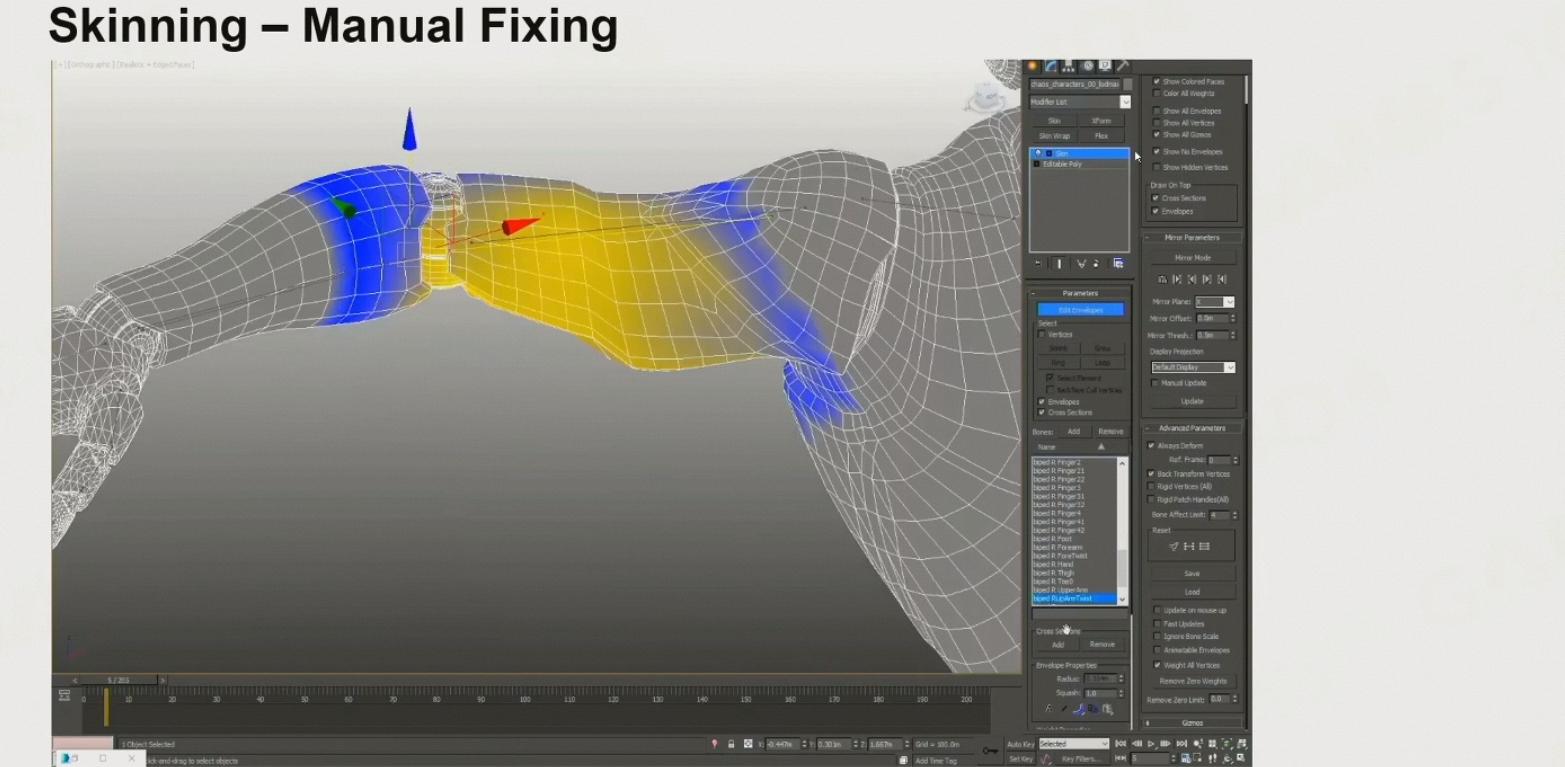 Skinning – Manual Fixing
[+][Orthographic][Realistic + Edged Faces]
chaos_characters_00_lodmas
Modifier List
Skin XForm
Skin Wrap Flex
Skin
Editable Poly
Parameters
Edit Envelopes
Select
Vertices
Shrink Grow
Ring Loop
Select Element
Backface Cull Vertices
Envelopes
Cross Sections
Bones: Add Remove
Name
biped R Finger2
biped R Finger21
biped R Finger22
biped R Finger3
biped R Finger31
biped R Finger32
biped R Finger4
biped R Finger41
biped R Finger42
biped R Foot
biped R Forearm
biped R ForeTwist
biped R Hand
biped R Thigh
biped R Toe0
biped R UpperArm
biped RUpArmTwist
Cross Sections
Add Remove
Envelope Properties
Radius:
Squash: 1.0
Weight Properties
Show Colored Faces
Color All Weights
Show All Envelopes
Show All Vertices
Show All Gizmos
Show No Envelopes
Show Hidden Vertices
Draw On Top
Cross Sections
Envelopes
Mirror Parameters
Mirror Mode
Mirror Plane: X
Mirror Offset: 0.0m
Mirror Thresh.: 0.5m
Display Projection
Default Display
Manual Update
Update
Advanced Parameters
Always Deform
Ref. Frame: 0
Back Transform Vertices
Rigid Vertices (All)
Rigid Patch Handles(All)
Bone Affect Limit: 4
Reset
Save
Load
Update on mouse up
Fast Updates
Ignore Bone Scale
Animatable Envelopes
Weight All Vertices
Remove Zero Weights
Remove Zero Limit: 0.0
Gizmos
< 5 / 255 >
0 10 20 30 40 50 60 70 80 90 100 110 120 130 140 150 160 170 180 190 200
1 Object Selected X: -0.447m Y: 0.301m Z: 1.667m Grid = 100.0m Auto Key Selected
ick-and-drag to select objects Add Time Tag Set Key Key Filters... 5